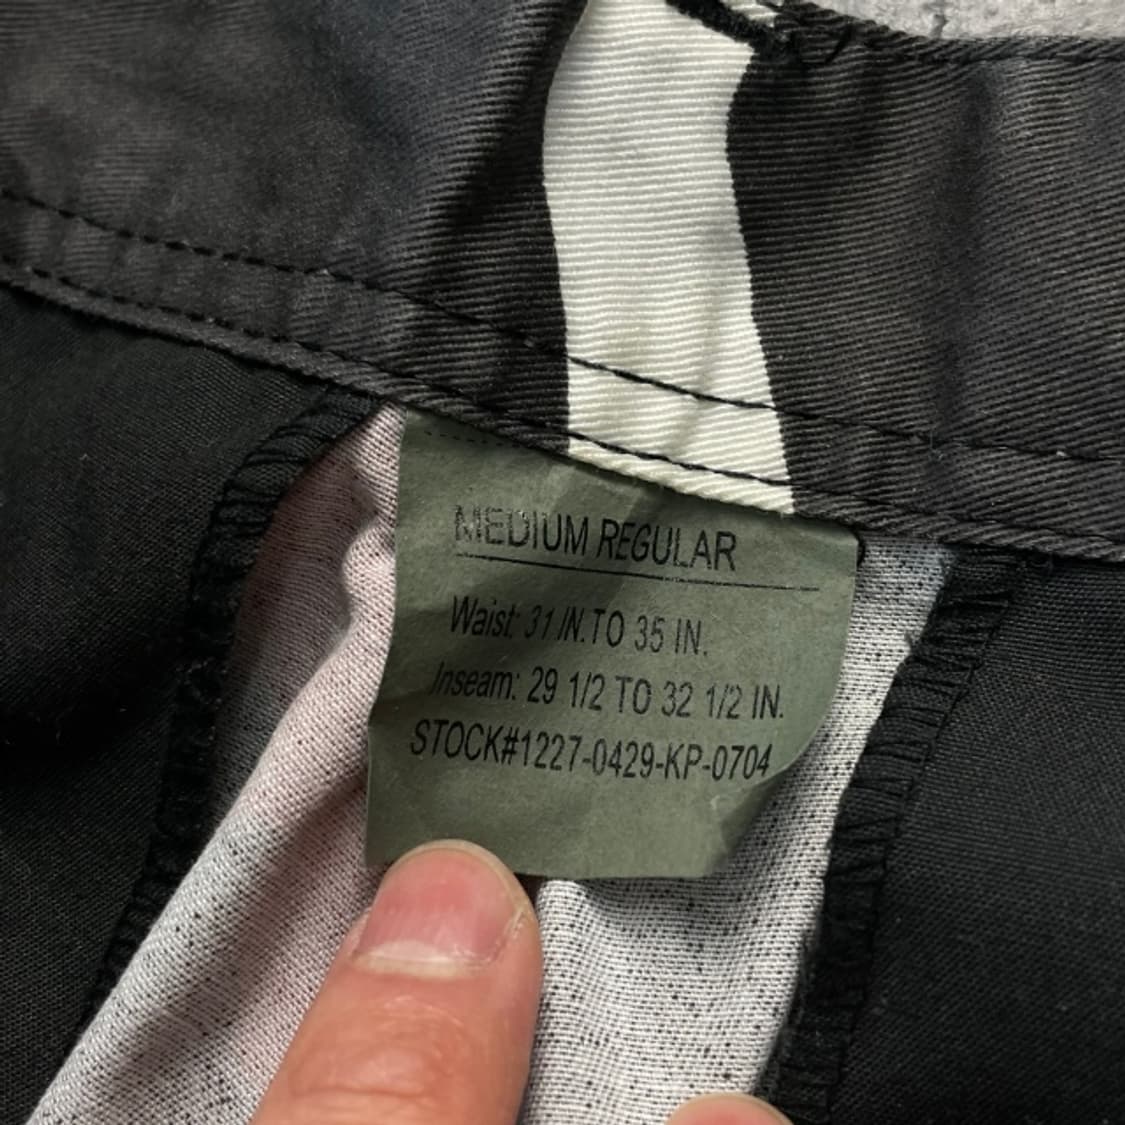 MEDIUM REGULAR
Waist: 31 IN.TO 35 IN.
Inseam: 29 1/2 TO 32 1/2 IN.
STOCK#1227-0429-KP-0704